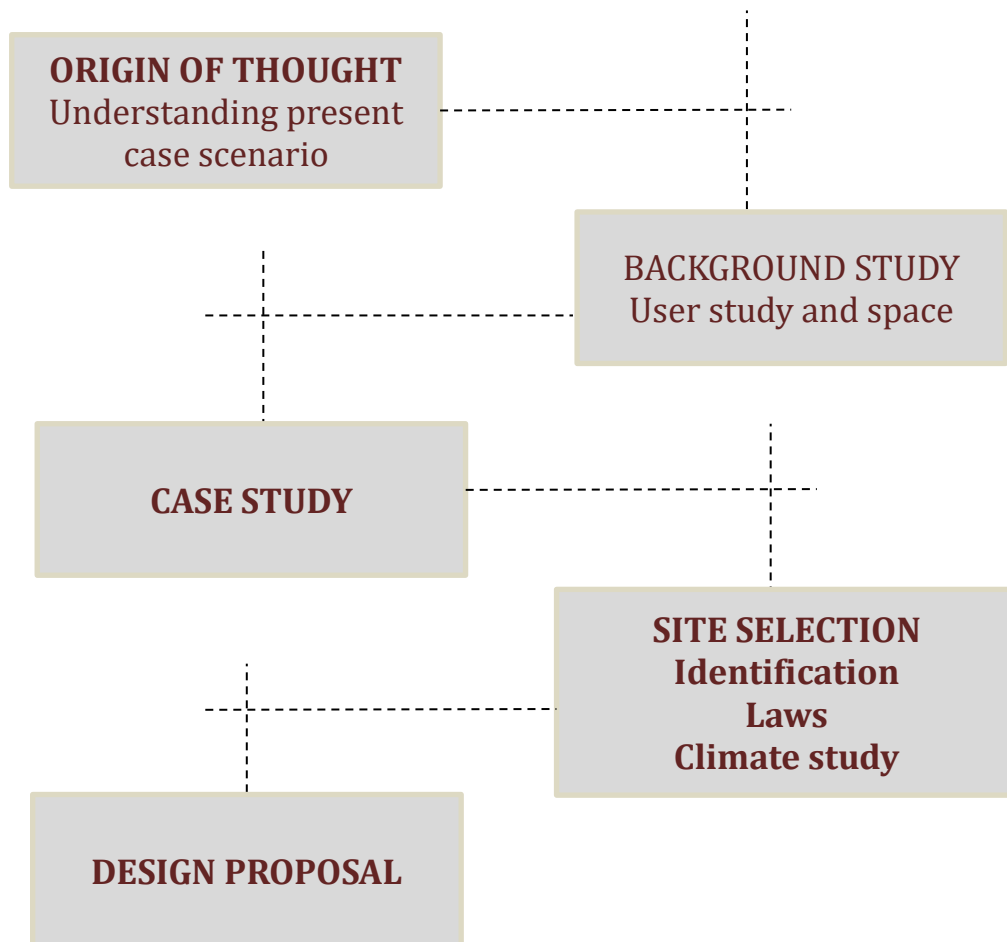 ORIGIN OF THOUGHT
Understanding present
case scenario
BACKGROUND STUDY
User study and space
CASE STUDY
SITE SELECTION
Identification
Laws
Climate study
DESIGN PROPOSAL